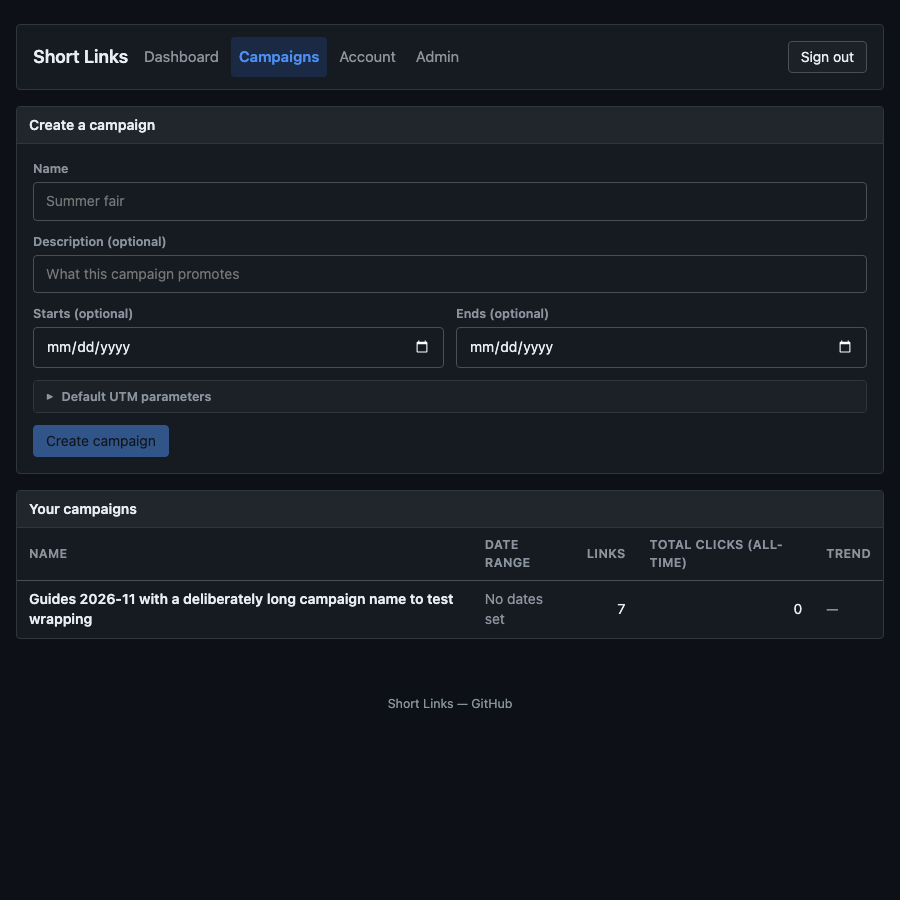 Short Links
Dashboard
Campaigns
Account
Admin
Sign out
Create a campaign
Name
Summer fair
Description (optional)
What this campaign promotes
Starts (optional)
Ends (optional)
mm/dd/yyyy
mm/dd/yyyy
Default UTM parameters
Create campaign
Your campaigns
NAME
DATE
RANGE
LINKS
TOTAL CLICKS (ALL-
TIME)
TREND
Guides 2026-11 with a deliberately long campaign name to test
wrapping
No dates
set
7
0
—
Short Links — GitHub